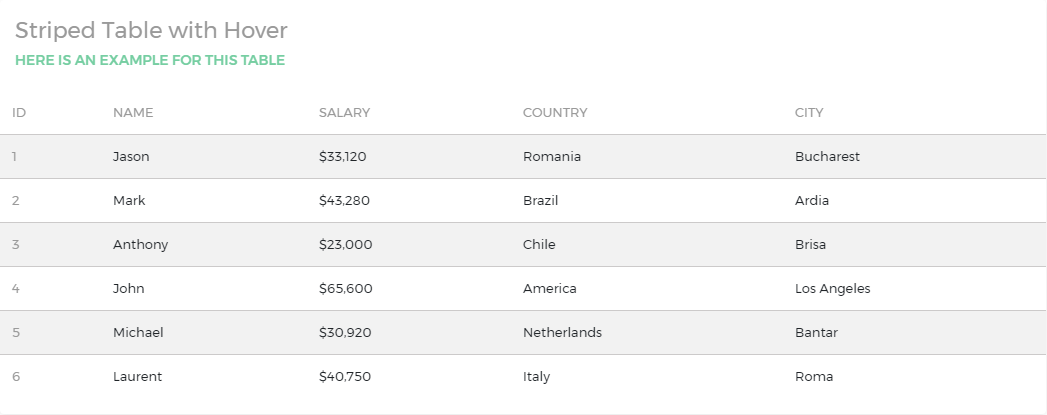 Striped Table with Hover
HERE IS AN EXAMPLE FOR THIS TABLE
ID NAME SALARY COUNTRY CITY
1 Jason $33,120 Romania Bucharest
2 Mark $43,280 Brazil Ardia
3 Anthony $23,000 Chile Brisa
4 John $65,600 America Los Angeles
5 Michael $30,920 Netherlands Bantar
6 Laurent $40,750 Italy Roma